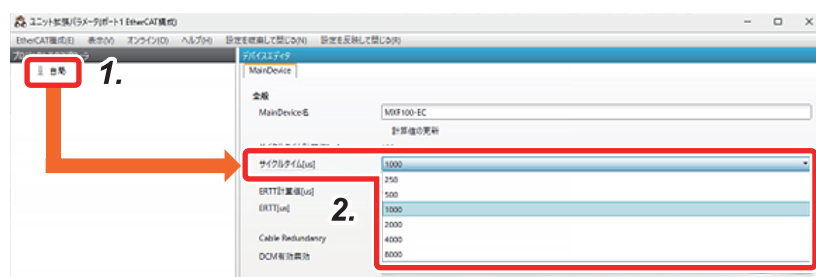 ユニット拡張パラメータ(ポート1 EtherCAT構成)
EtherCAT構成(E) 表示(V) オンライン(O) ヘルプ(H) 設定を破棄して閉じる(N) 設定を反映して閉じる(R)
デバイスエディタ
自局
1.
MainDevice
全般
MainDevice名 MXF100-EC
計算値の更新
サイクルタイム[us] 1000
250
ERTT計算値[us] 500
ERTT[us] 1000
2.
2000
Cable Redundancy 4000
DCM有効無効 8000